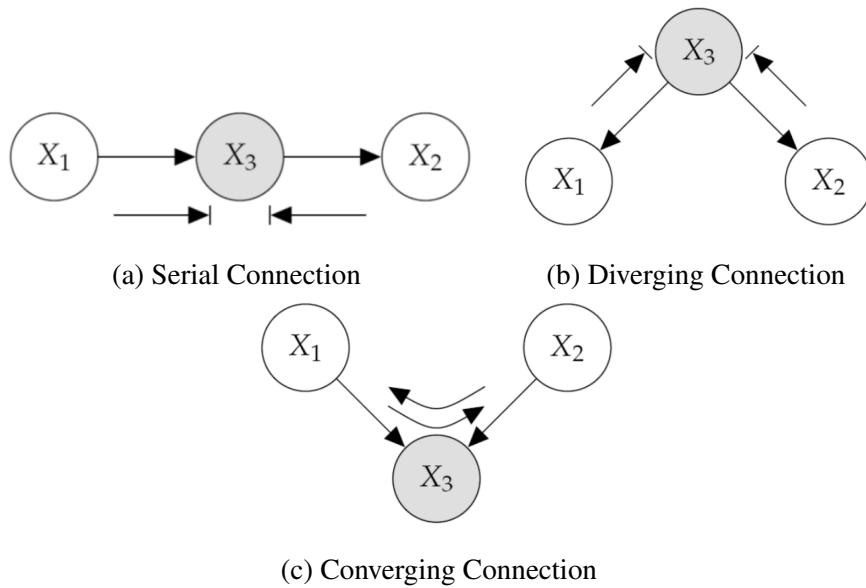 X₃
X₁ X₃ X₂
X₁ X₂
(a) Serial Connection (b) Diverging Connection
X₁ X₂
X₃
(c) Converging Connection